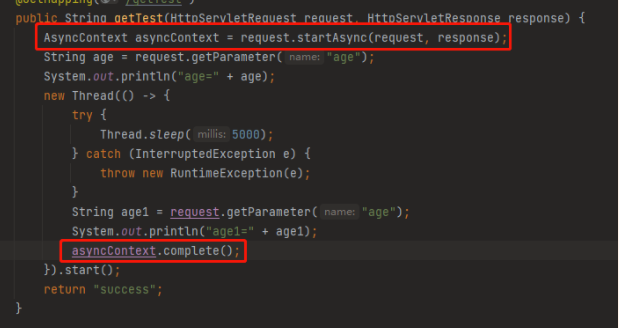 @GetMapping("/getTest")
public String getTest(HttpServletRequest request, HttpServletResponse response) {
AsyncContext asyncContext = request.startAsync(request, response);
String age = request.getParameter( name: "age");
System.out.println("age=" + age);
new Thread(() -> {
try {
Thread.sleep( millis: 5000);
} catch (InterruptedException e) {
throw new RuntimeException(e);
}
String age1 = request.getParameter( name: "age");
System.out.println("age1=" + age1);
asyncContext.complete();
}).start();
return "success";
}